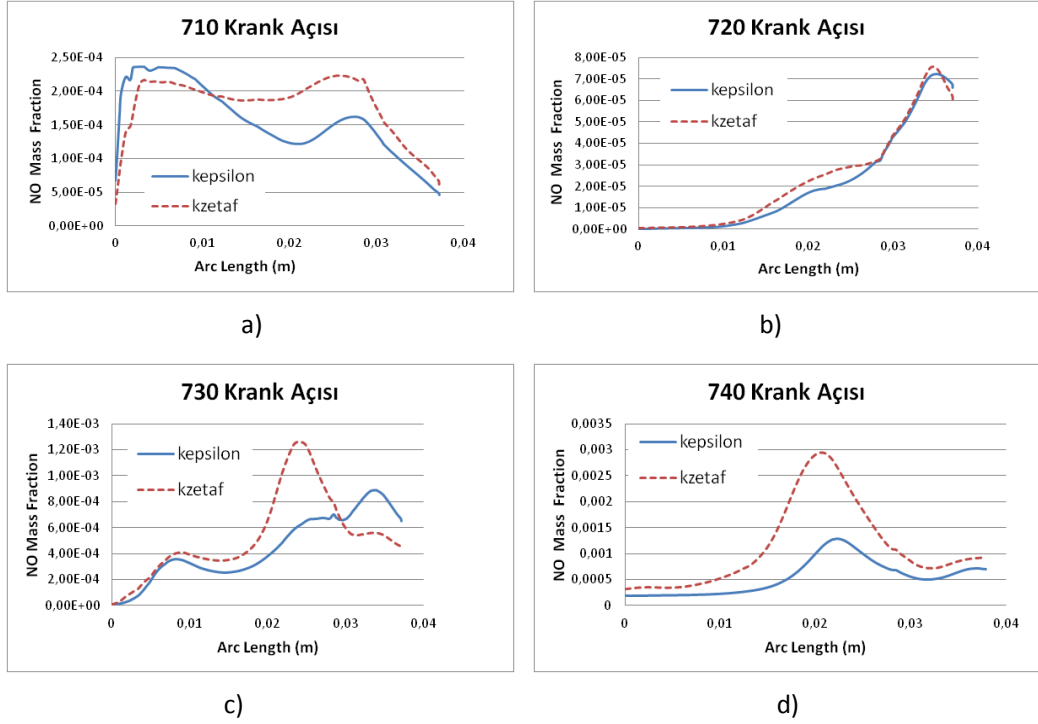 710 Krank Açısı
2,50E-04
2,00E-04
1,50E-04
1,00E-04
5,00E-05
0,00E+00
NO Mass Fraction
kepsilon
kzetaf
0 0,01 0,02 0,03 0,04
Arc Length (m)
a)
720 Krank Açısı
8,00E-05
7,00E-05
6,00E-05
5,00E-05
4,00E-05
3,00E-05
2,00E-05
1,00E-05
0,00E+00
NO Mass Fraction
kepsilon
kzetaf
0 0,01 0,02 0,03 0,04
Arc Length (m)
b)
730 Krank Açısı
1,40E-03
1,20E-03
1,00E-03
8,00E-04
6,00E-04
4,00E-04
2,00E-04
0,00E+00
NO Mass Fraction
kepsilon
kzetaf
0 0,01 0,02 0,03 0,04
Arc Length (m)
c)
740 Krank Açısı
0,0035
0,003
0,0025
0,002
0,0015
0,001
0,0005
0
NO Mass Fraction
kepsilon
kzetaf
0 0,01 0,02 0,03 0,04
Arc Length (m)
d)